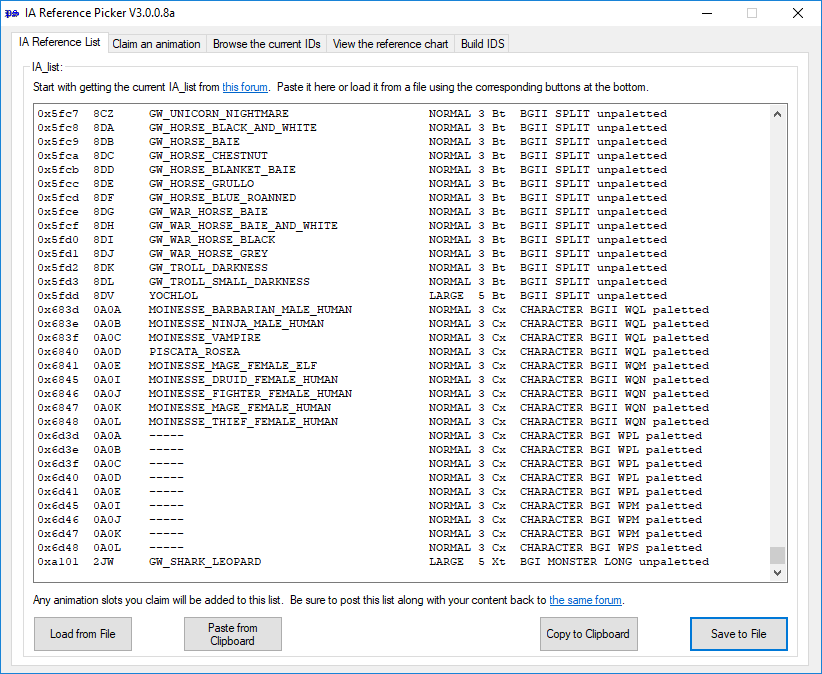 PS IA Reference Picker V3.0.0.8a
IA Reference List Claim an animation Browse the current IDs View the reference chart Build IDS
IA_list:
Start with getting the current IA_list from this forum. Paste it here or load it from a file using the corresponding buttons at the bottom.
0x5fc7 8CZ GW_UNICORN_NIGHTMARE NORMAL 3 Bt BGII SPLIT unpaletted
0x5fc8 8DA GW_HORSE_BLACK_AND_WHITE NORMAL 3 Bt BGII SPLIT unpaletted
0x5fc9 8DB GW_HORSE_BAIE NORMAL 3 Bt BGII SPLIT unpaletted
0x5fca 8DC GW_HORSE_CHESTNUT NORMAL 3 Bt BGII SPLIT unpaletted
0x5fcb 8DD GW_HORSE_BLANKET_BAIE NORMAL 3 Bt BGII SPLIT unpaletted
0x5fcc 8DE GW_HORSE_GRULLO NORMAL 3 Bt BGII SPLIT unpaletted
0x5fcd 8DF GW_HORSE_BLUE_ROANNED NORMAL 3 Bt BGII SPLIT unpaletted
0x5fce 8DG GW_WAR_HORSE_BAIE NORMAL 3 Bt BGII SPLIT unpaletted
0x5fcf 8DH GW_WAR_HORSE_BAIE_AND_WHITE NORMAL 3 Bt BGII SPLIT unpaletted
0x5fd0 8DI GW_WAR_HORSE_BLACK NORMAL 3 Bt BGII SPLIT unpaletted
0x5fd1 8DJ GW_WAR_HORSE_GREY NORMAL 3 Bt BGII SPLIT unpaletted
0x5fd2 8DK GW_TROLL_DARKNESS NORMAL 3 Bt BGII SPLIT unpaletted
0x5fd3 8DL GW_TROLL_SMALL_DARKNESS NORMAL 3 Bt BGII SPLIT unpaletted
0x5fdd 8DV YOCHLOL LARGE 5 Bt BGII SPLIT unpaletted
0x683d 0A0A MOINESSE_BARBARIAN_MALE_HUMAN NORMAL 3 Cx CHARACTER BGII WQL paletted
0x683e 0A0B MOINESSE_NINJA_MALE_HUMAN NORMAL 3 Cx CHARACTER BGII WQL paletted
0x683f 0A0C MOINESSE_VAMPIRE NORMAL 3 Cx CHARACTER BGII WQL paletted
0x6840 0A0D PISCATA_ROSEA NORMAL 3 Cx CHARACTER BGII WQL paletted
0x6841 0A0E MOINESSE_MAGE_FEMALE_ELF NORMAL 3 Cx CHARACTER BGII WQM paletted
0x6845 0A0I MOINESSE_DRUID_FEMALE_HUMAN NORMAL 3 Cx CHARACTER BGII WQN paletted
0x6846 0A0J MOINESSE_FIGHTER_FEMALE_HUMAN NORMAL 3 Cx CHARACTER BGII WQN paletted
0x6847 0A0K MOINESSE_MAGE_FEMALE_HUMAN NORMAL 3 Cx CHARACTER BGII WQN paletted
0x6848 0A0L MOINESSE_THIEF_FEMALE_HUMAN NORMAL 3 Cx CHARACTER BGII WQN paletted
0x6d3d 0A0A ----- NORMAL 3 Cx CHARACTER BGI WPL paletted
0x6d3e 0A0B ----- NORMAL 3 Cx CHARACTER BGI WPL paletted
0x6d3f 0A0C ----- NORMAL 3 Cx CHARACTER BGI WPL paletted
0x6d40 0A0D ----- NORMAL 3 Cx CHARACTER BGI WPL paletted
0x6d41 0A0E ----- NORMAL 3 Cx CHARACTER BGI WPL paletted
0x6d45 0A0I ----- NORMAL 3 Cx CHARACTER BGI WPM paletted
0x6d46 0A0J ----- NORMAL 3 Cx CHARACTER BGI WPM paletted
0x6d47 0A0K ----- NORMAL 3 Cx CHARACTER BGI WPM paletted
0x6d48 0A0L ----- NORMAL 3 Cx CHARACTER BGI WPS paletted
0xa101 2JW GW_SHARK_LEOPARD LARGE 5 Xt BGI MONSTER LONG unpaletted
Any animation slots you claim will be added to this list. Be sure to post this list along with your content back to the same forum.
Load from File
Paste from
Clipboard
Copy to Clipboard
Save to File